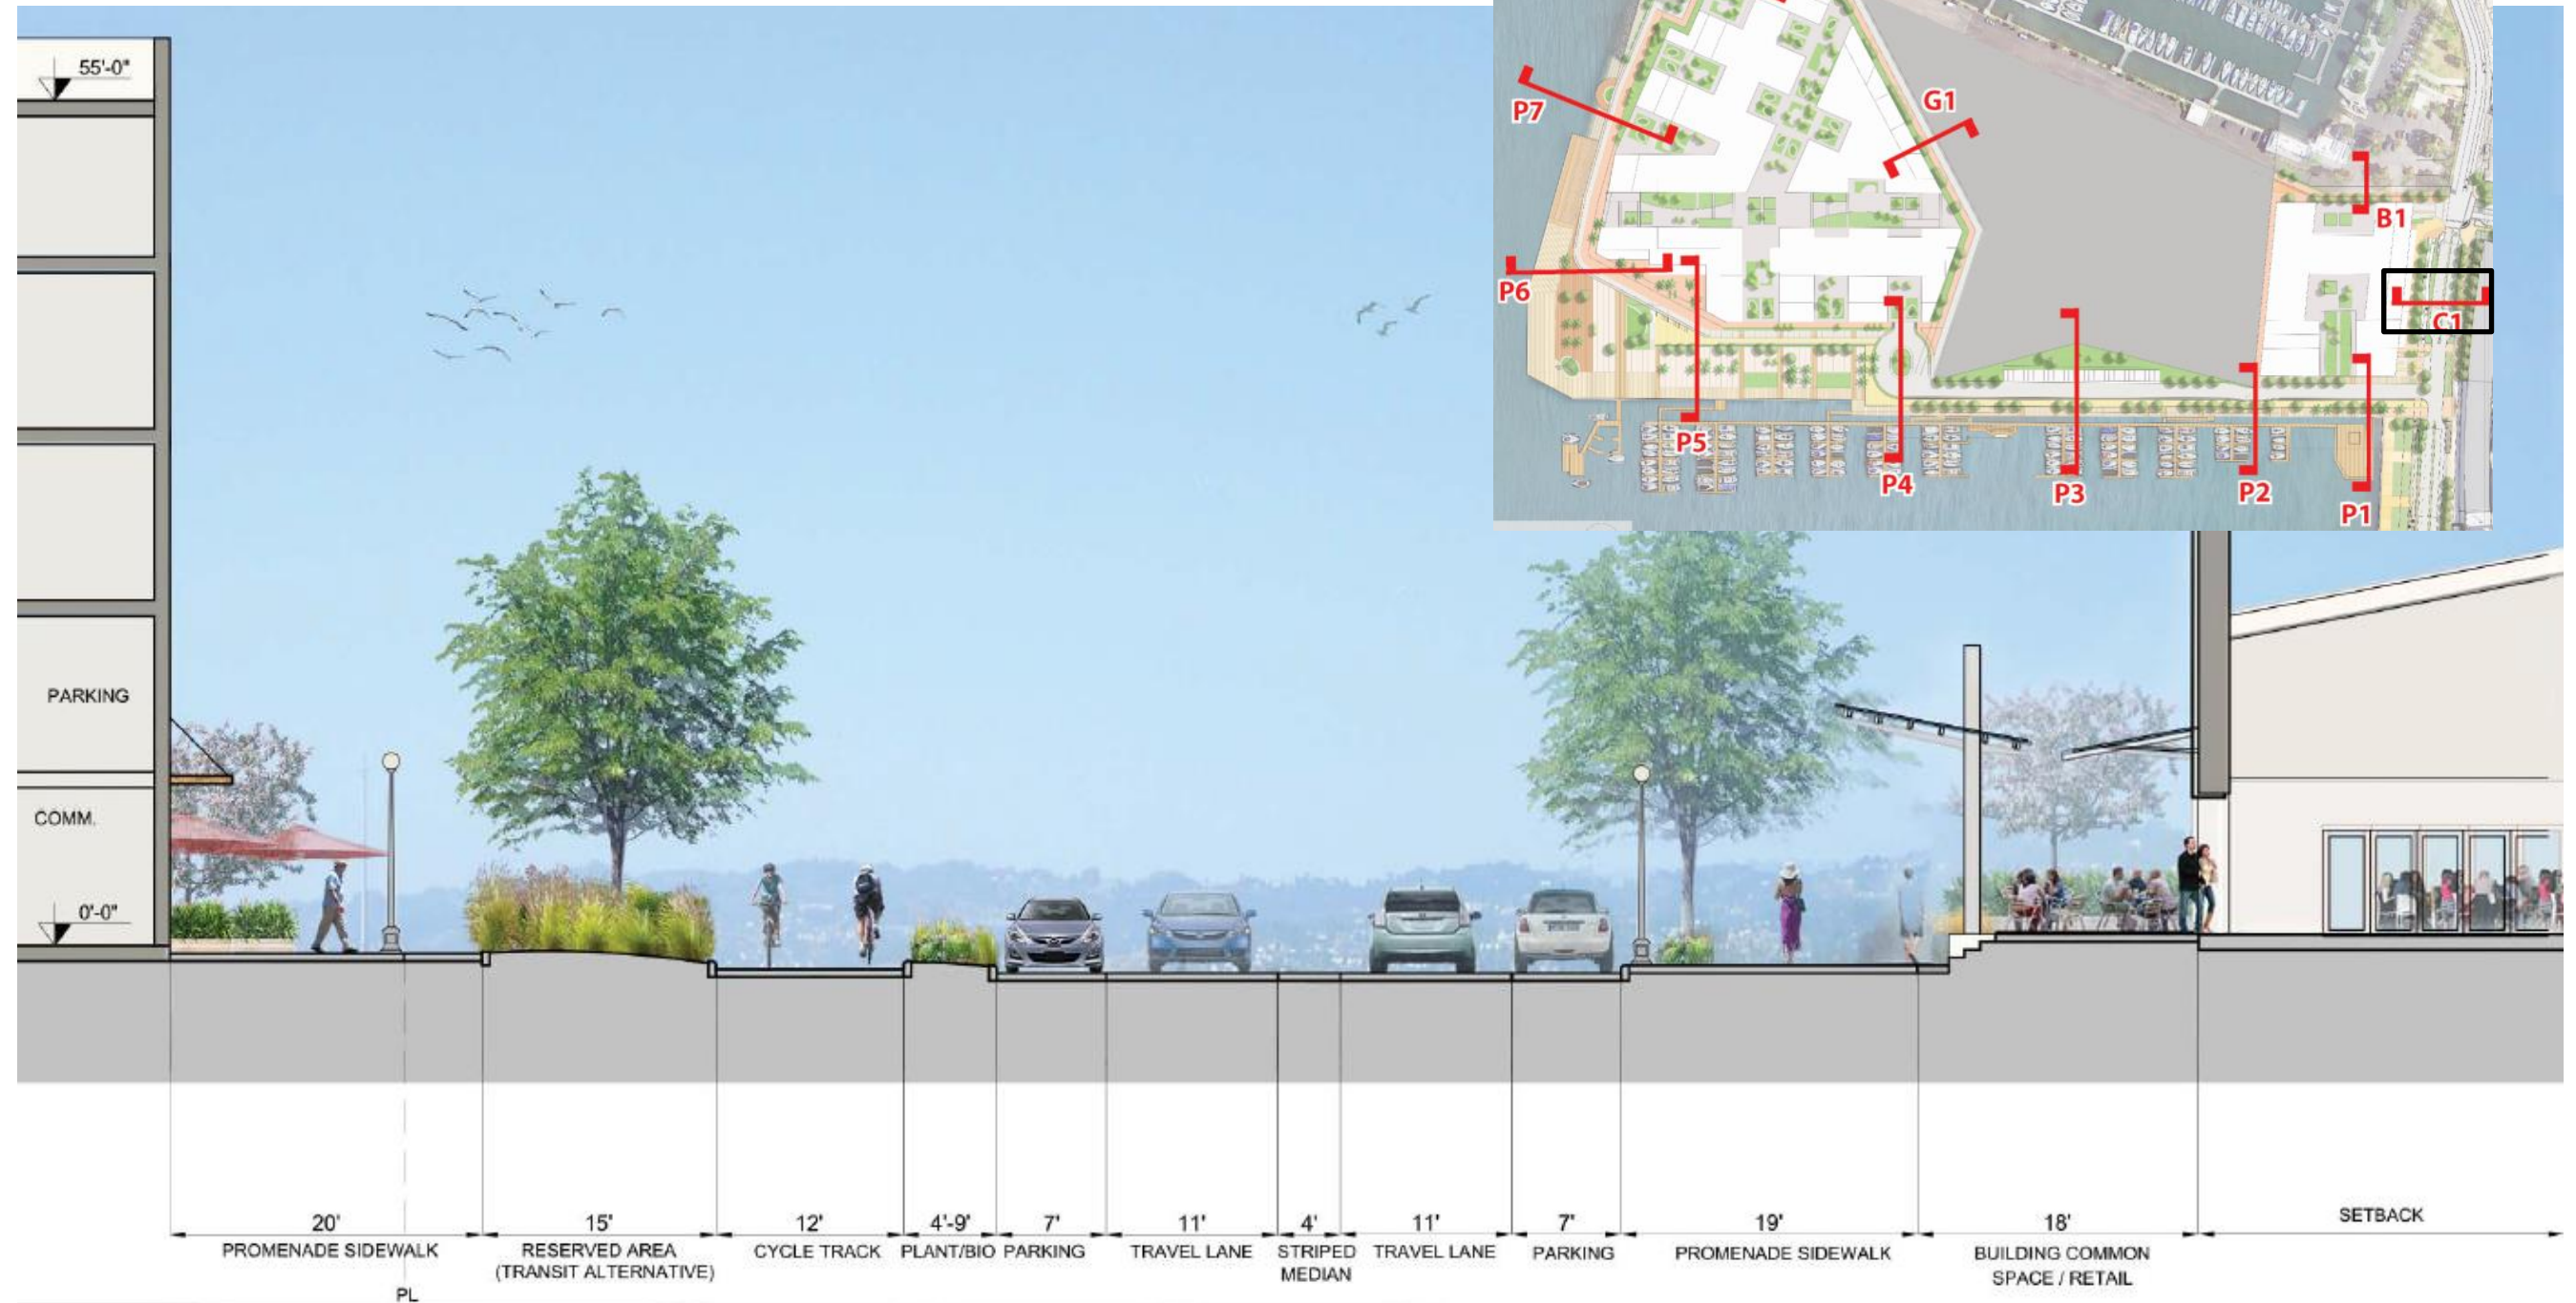 55'-0"
PARKING
COMM.
0'-0"
P7
G1
B1
P6
C1
P5
P4
P3
P2
P1
20'
PROMENADE SIDEWALK
15'
RESERVED AREA
(TRANSIT ALTERNATIVE)
12'
CYCLE TRACK
4'-9'
PLANT/BIO
7'
PARKING
11'
TRAVEL LANE
4'
STRIPED
MEDIAN
11'
TRAVEL LANE
7'
PARKING
19'
PROMENADE SIDEWALK
18'
BUILDING COMMON
SPACE / RETAIL
SETBACK
PL